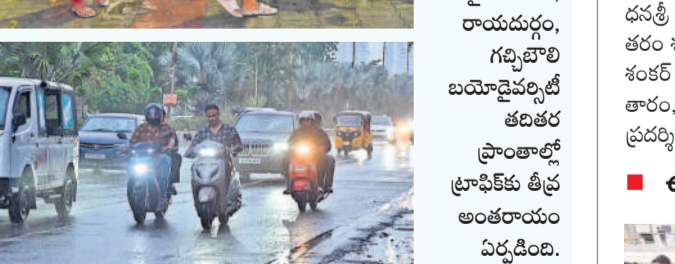 రాయదుర్గం,
గచ్చిబౌలి
బయోడైవర్సిటీ
తదితర
ప్రాంతాల్లో
ట్రాఫిక్‌కు తీవ్ర
అంతరాయం
ఏర్పడింది.
ధనశ్రీ
తరం
శంకర్
తారం,
ప్రదర్శి